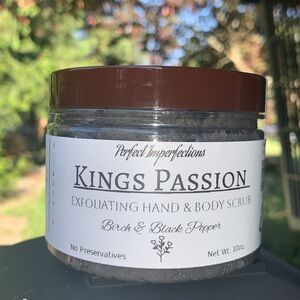 Perfect Imperfections
KINGS PASSION
EXFOLIATING HAND & BODY SCRUB
Birch & Black Pepper
No Preservatives
Net Wt. 10oz.